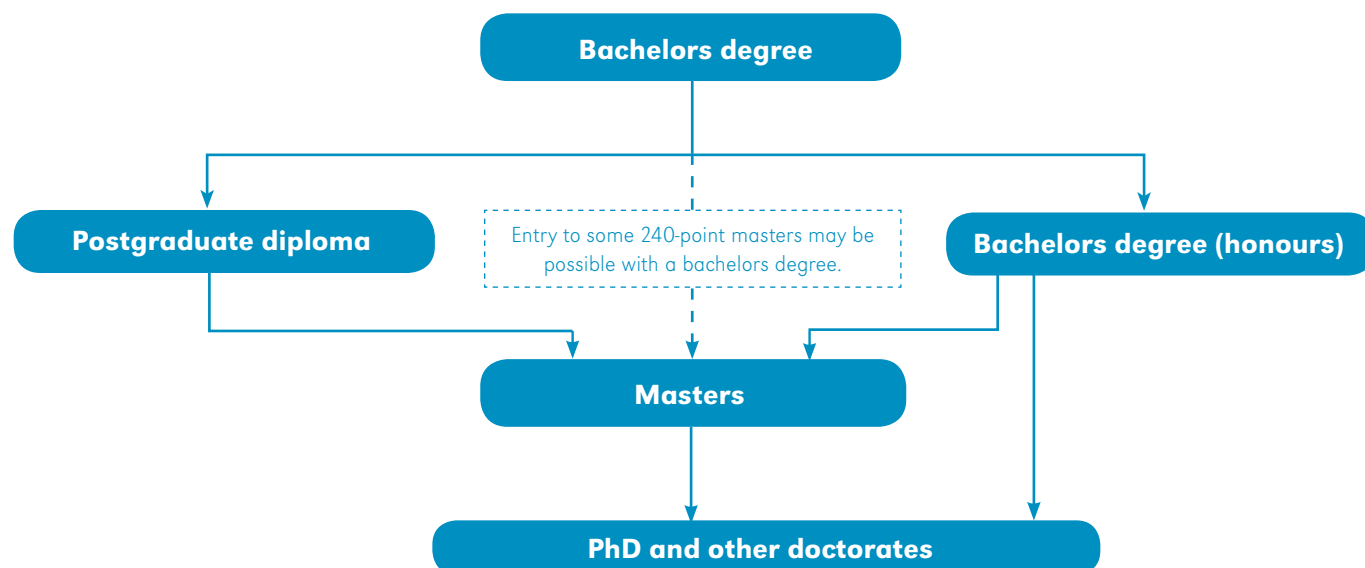 Bachelors degree
Postgraduate diploma
Entry to some 240-point masters may be
possible with a bachelors degree.
Bachelors degree (honours)
Masters
PhD and other doctorates